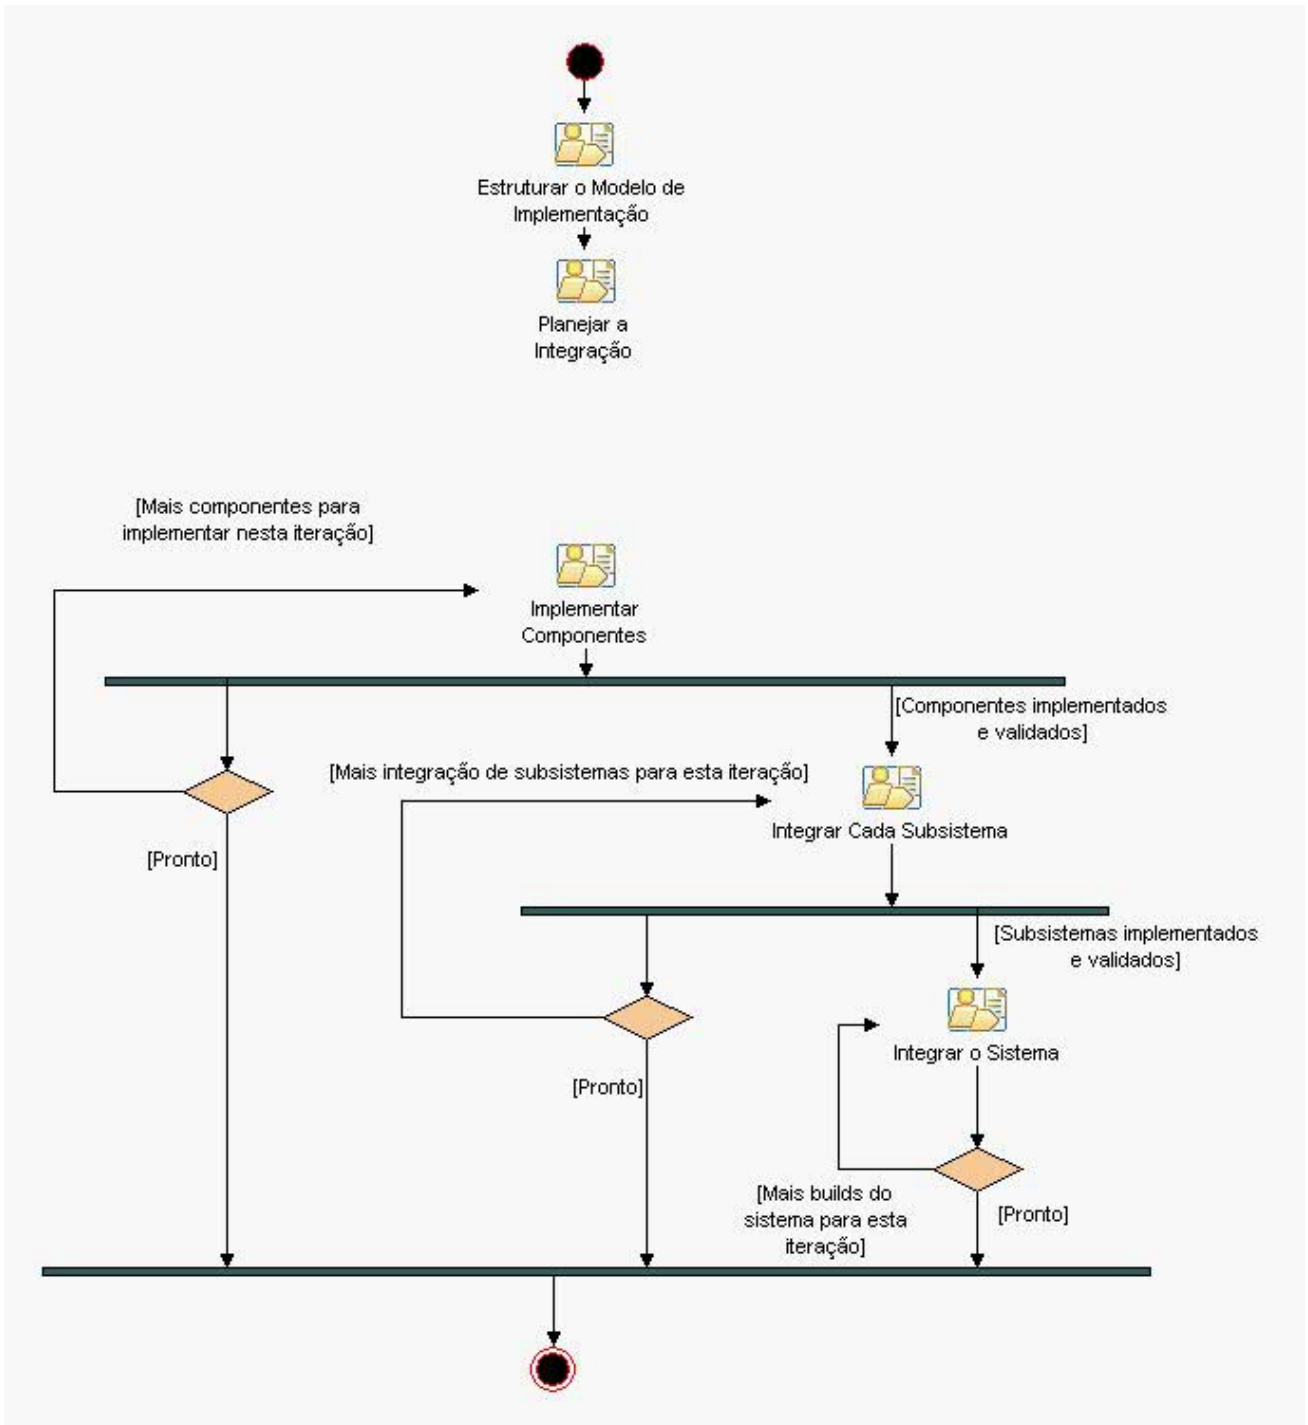 Estruturar o Modelo de
Implementação
Planejar a
Integração
[Mais componentes para
implementar nesta iteração]
Implementar
Componentes
[Componentes implementados
e validados]
[Mais integração de subsistemas para esta iteração]
Integrar Cada Subsistema
[Pronto]
[Subsistemas implementados
e validados]
Integrar o Sistema
[Pronto]
[Mais builds do
sistema para esta
iteração]
[Pronto]